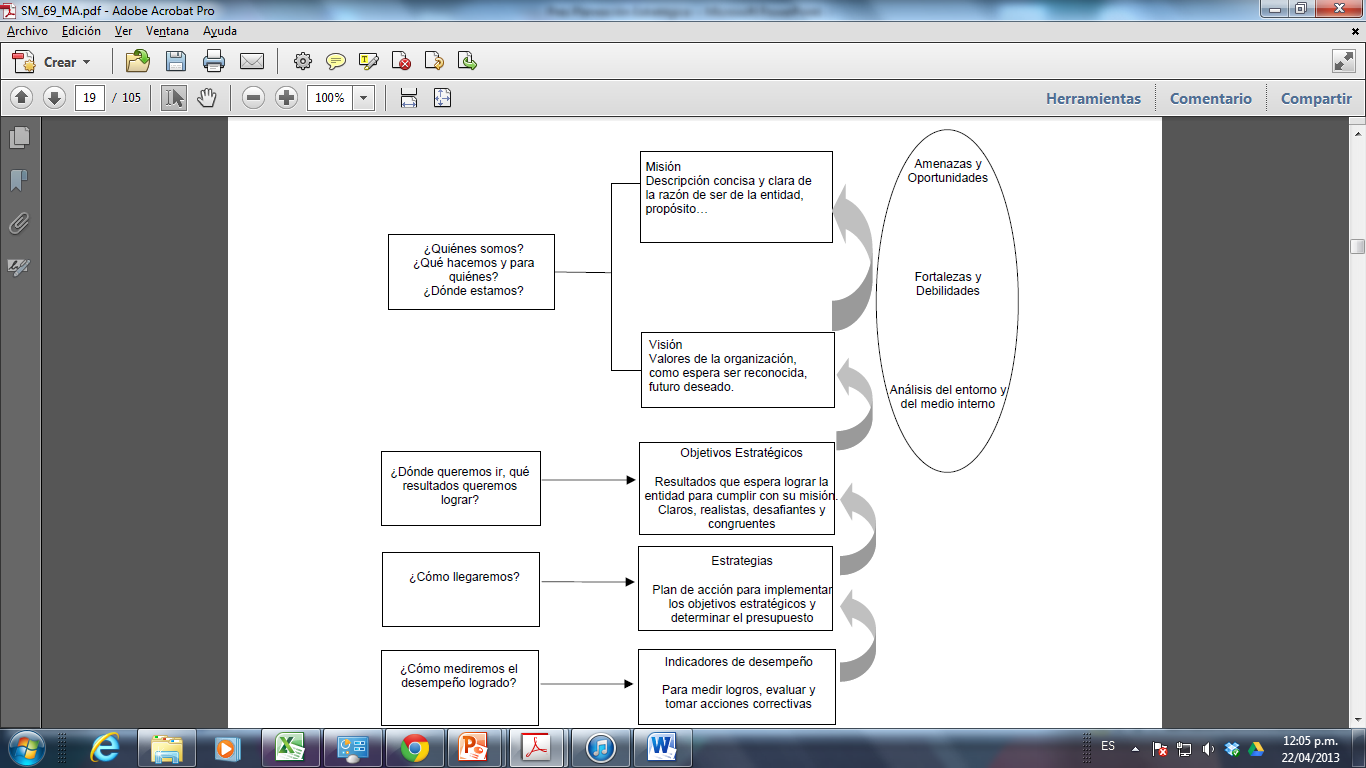 SM_69_MA.pdf - Adobe Acrobat Pro
Archivo Edición Ver Ventana Ayuda
Crear
19 / 105 100% Herramientas Comentario Compartir
Misión
Descripción concisa y clara de
la razón de ser de la entidad,
propósito…
Amenazas y
Oportunidades
¿Quiénes somos?
¿Qué hacemos y para
quiénes?
¿Dónde estamos?
Fortalezas y
Debilidades
Visión
Valores de la organización,
como espera ser reconocida,
futuro deseado.
Análisis del entorno y
del medio interno
¿Dónde queremos ir, qué
resultados queremos
lograr?
Objetivos Estratégicos
Resultados que espera lograr la
entidad para cumplir con su misión.
Claros, realistas, desafiantes y
congruentes
¿Cómo llegaremos?
Estrategias
Plan de acción para implementar
los objetivos estratégicos y
determinar el presupuesto
¿Cómo mediremos el
desempeño logrado?
Indicadores de desempeño
Para medir logros, evaluar y
tomar acciones correctivas
ES
12:05 p.m.
22/04/2013